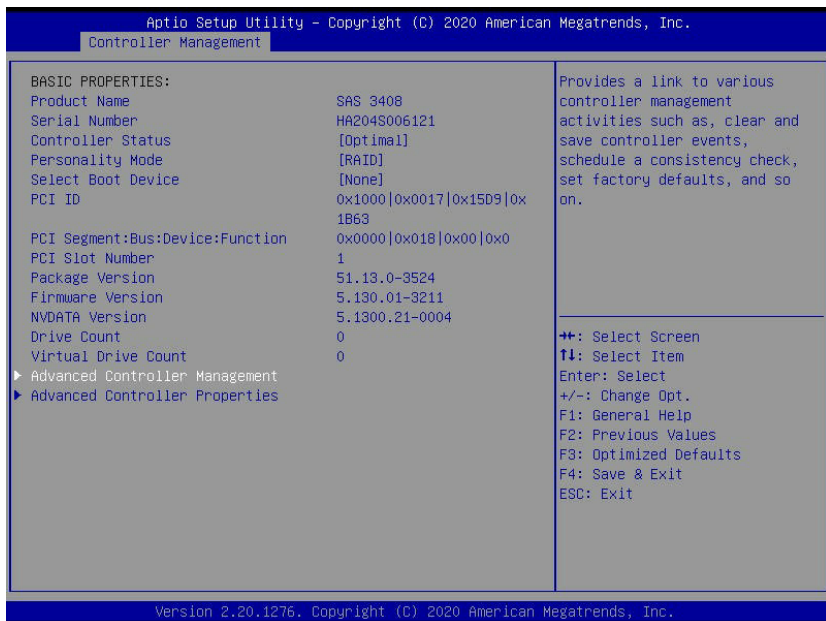 Aptio Setup Utility – Copyright (C) 2020 American Megatrends, Inc.
Controller Management
BASIC PROPERTIES:
Product Name SAS 3408
Serial Number HA204S006121
Controller Status [Optimal]
Personality Mode [RAID]
Select Boot Device [None]
PCI ID 0x1000|0x0017|0x15D9|0x
1B63
PCI Segment:Bus:Device:Function 0x0000|0x018|0x00|0x0
PCI Slot Number 1
Package Version 51.13.0-3524
Firmware Version 5.130.01-3211
NVDATA Version 5.1300.21-0004
Drive Count 0
Virtual Drive Count 0
Advanced Controller Management
Advanced Controller Properties
Provides a link to various
controller management
activities such as, clear and
save controller events,
schedule a consistency check,
set factory defaults, and so
on.
→←: Select Screen
↑↓: Select Item
Enter: Select
+/-: Change Opt.
F1: General Help
F2: Previous Values
F3: Optimized Defaults
F4: Save & Exit
ESC: Exit
Version 2.20.1276. Copyright (C) 2020 American Megatrends, Inc.